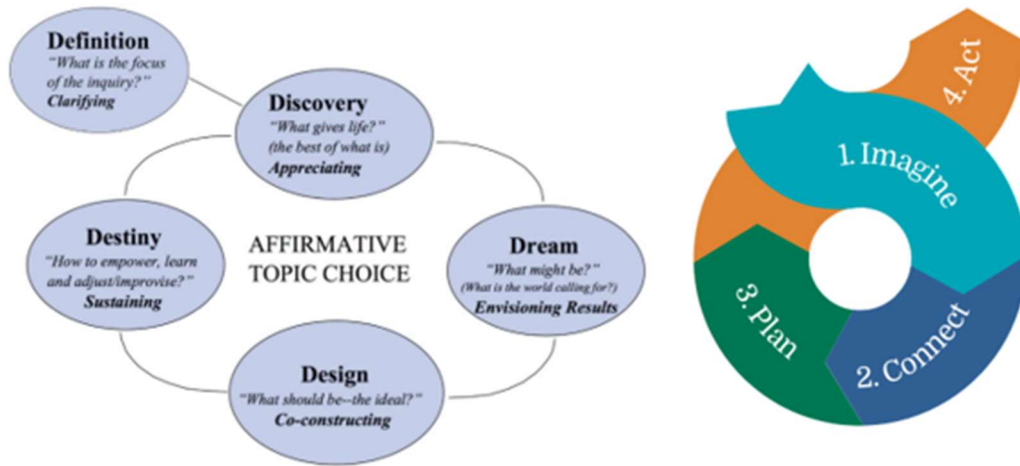 Definition
“What is the focus
of the inquiry?”
Clarifying
Discovery
“What gives life?”
(the best of what is)
Appreciating
Destiny
“How to empower, learn
and adjust/improvise?”
Sustaining
AFFIRMATIVE
TOPIC CHOICE
Dream
“What might be?”
(What is the world calling for?)
Envisioning Results
Design
“What should be--the ideal?”
Co-constructing
4. Act
1. Imagine
3. Plan
2. Connect